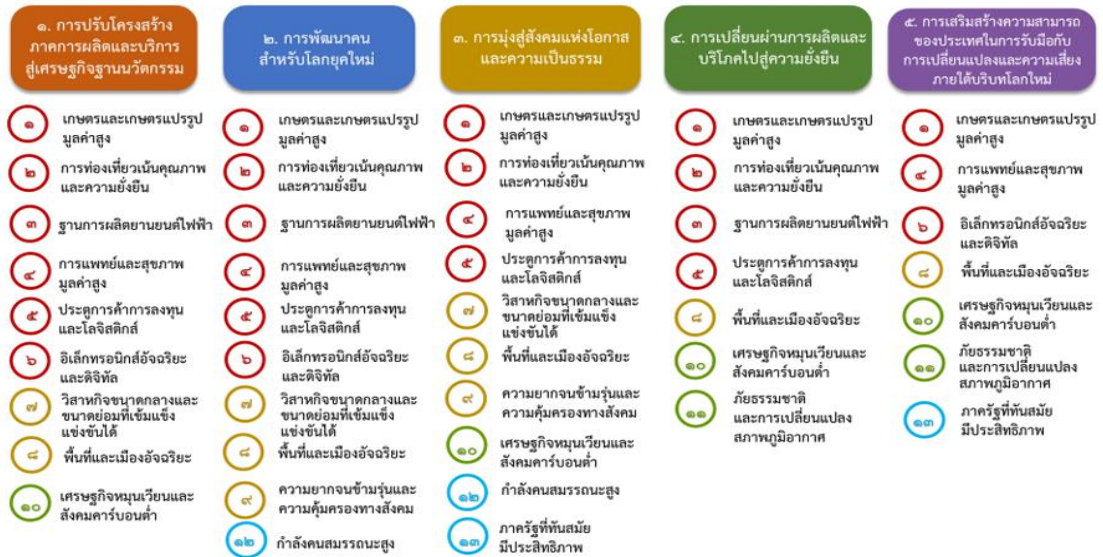 ๑. การปรับโครงสร้าง
ภาคการผลิตและบริการ
สู่เศรษฐกิจฐานนวัตกรรม
๑
เกษตรและเกษตรแปรรูป
มูลค่าสูง
๒
การท่องเที่ยวเน้นคุณภาพ
และความยั่งยืน
๓
ฐานการผลิตยานยนต์ไฟฟ้า
๔
การแพทย์และสุขภาพ
มูลค่าสูง
๕
ประตูการค้าการลงทุน
และโลจิสติกส์
๖
อิเล็กทรอนิกส์อัจฉริยะ
และดิจิทัล
๗
วิสาหกิจขนาดกลางและ
ขนาดย่อมที่เข้มแข็ง
แข่งขันได้
๘
พื้นที่และเมืองอัจฉริยะ
๑๐
เศรษฐกิจหมุนเวียนและ
สังคมคาร์บอนต่ำ
๒. การพัฒนาคน
สำหรับโลกยุคใหม่
๑
เกษตรและเกษตรแปรรูป
มูลค่าสูง
๒
การท่องเที่ยวเน้นคุณภาพ
และความยั่งยืน
๓
ฐานการผลิตยานยนต์ไฟฟ้า
๔
การแพทย์และสุขภาพ
มูลค่าสูง
๕
ประตูการค้าการลงทุน
และโลจิสติกส์
๖
อิเล็กทรอนิกส์อัจฉริยะ
และดิจิทัล
๗
วิสาหกิจขนาดกลางและ
ขนาดย่อมที่เข้มแข็ง
แข่งขันได้
๘
พื้นที่และเมืองอัจฉริยะ
๙
ความยากจนข้ามรุ่นและ
ความคุ้มครองทางสังคม
๑๒
กำลังคนสมรรถนะสูง
๓. การมุ่งสู่สังคมแห่งโอกาส
และความเป็นธรรม
๑
เกษตรและเกษตรแปรรูป
มูลค่าสูง
๒
การท่องเที่ยวเน้นคุณภาพ
และความยั่งยืน
๔
การแพทย์และสุขภาพ
มูลค่าสูง
๕
ประตูการค้าการลงทุน
และโลจิสติกส์
๗
วิสาหกิจขนาดกลางและ
ขนาดย่อมที่เข้มแข็ง
แข่งขันได้
๘
พื้นที่และเมืองอัจฉริยะ
๙
ความยากจนข้ามรุ่นและ
ความคุ้มครองทางสังคม
๑๐
เศรษฐกิจหมุนเวียนและ
สังคมคาร์บอนต่ำ
๑๒
กำลังคนสมรรถนะสูง
๑๓
ภาครัฐที่ทันสมัย
มีประสิทธิภาพ
๔. การเปลี่ยนผ่านการผลิตและ
บริโภคไปสู่ความยั่งยืน
๑
เกษตรและเกษตรแปรรูป
มูลค่าสูง
๒
การท่องเที่ยวเน้นคุณภาพ
และความยั่งยืน
๓
ฐานการผลิตยานยนต์ไฟฟ้า
๕
ประตูการค้าการลงทุน
และโลจิสติกส์
๘
พื้นที่และเมืองอัจฉริยะ
๑๐
เศรษฐกิจหมุนเวียนและ
สังคมคาร์บอนต่ำ
๑๑
ภัยธรรมชาติ
และการเปลี่ยนแปลง
สภาพภูมิอากาศ
๕. การเสริมสร้างความสามารถ
ของประเทศในการรับมือกับ
การเปลี่ยนแปลงและความเสี่ยง
ภายใต้บริบทโลกใหม่
๑
เกษตรและเกษตรแปรรูป
มูลค่าสูง
๔
การแพทย์และสุขภาพ
มูลค่าสูง
๖
อิเล็กทรอนิกส์อัจฉริยะ
และดิจิทัล
๘
พื้นที่และเมืองอัจฉริยะ
๑๐
เศรษฐกิจหมุนเวียนและ
สังคมคาร์บอนต่ำ
๑๑
ภัยธรรมชาติ
และการเปลี่ยนแปลง
สภาพภูมิอากาศ
๑๓
ภาครัฐที่ทันสมัย
มีประสิทธิภาพ